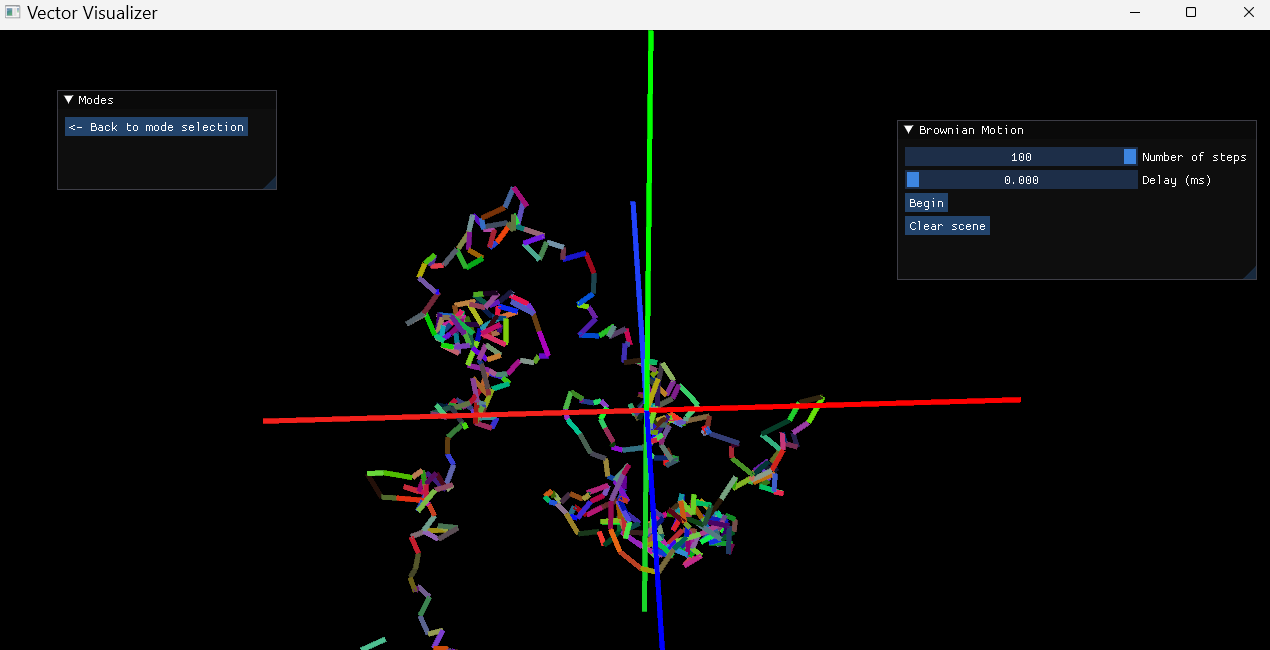 Vector Visualizer
▼ Modes
<- Back to mode selection
▼ Brownian Motion
100 Number of steps
0.000 Delay (ms)
Begin
Clear scene